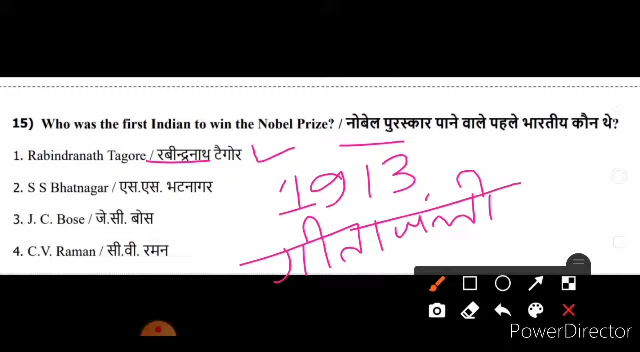 15) Who was the first Indian to win the Nobel Prize? / नोबेल पुरस्कार पाने वाले पहले भारतीय कौन थे?
1. Rabindranath Tagore / रबीन्द्रनाथ टैगोर
2. S S Bhatnagar / एस.एस. भटनागर
1913
3. J. C. Bose / जे.सी. बोस
गीतांजली
4. C.V. Raman / सी.वी. रमन
PowerDirector